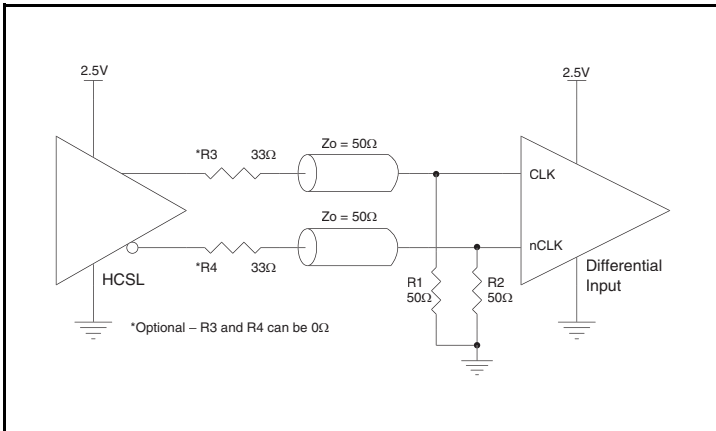 2.5V
2.5V
*R3 33Ω
Zo = 50Ω
CLK
Zo = 50Ω
nCLK
*R4 33Ω
HCSL
R1
50Ω
R2
50Ω
Differential
Input
*Optional – R3 and R4 can be 0Ω